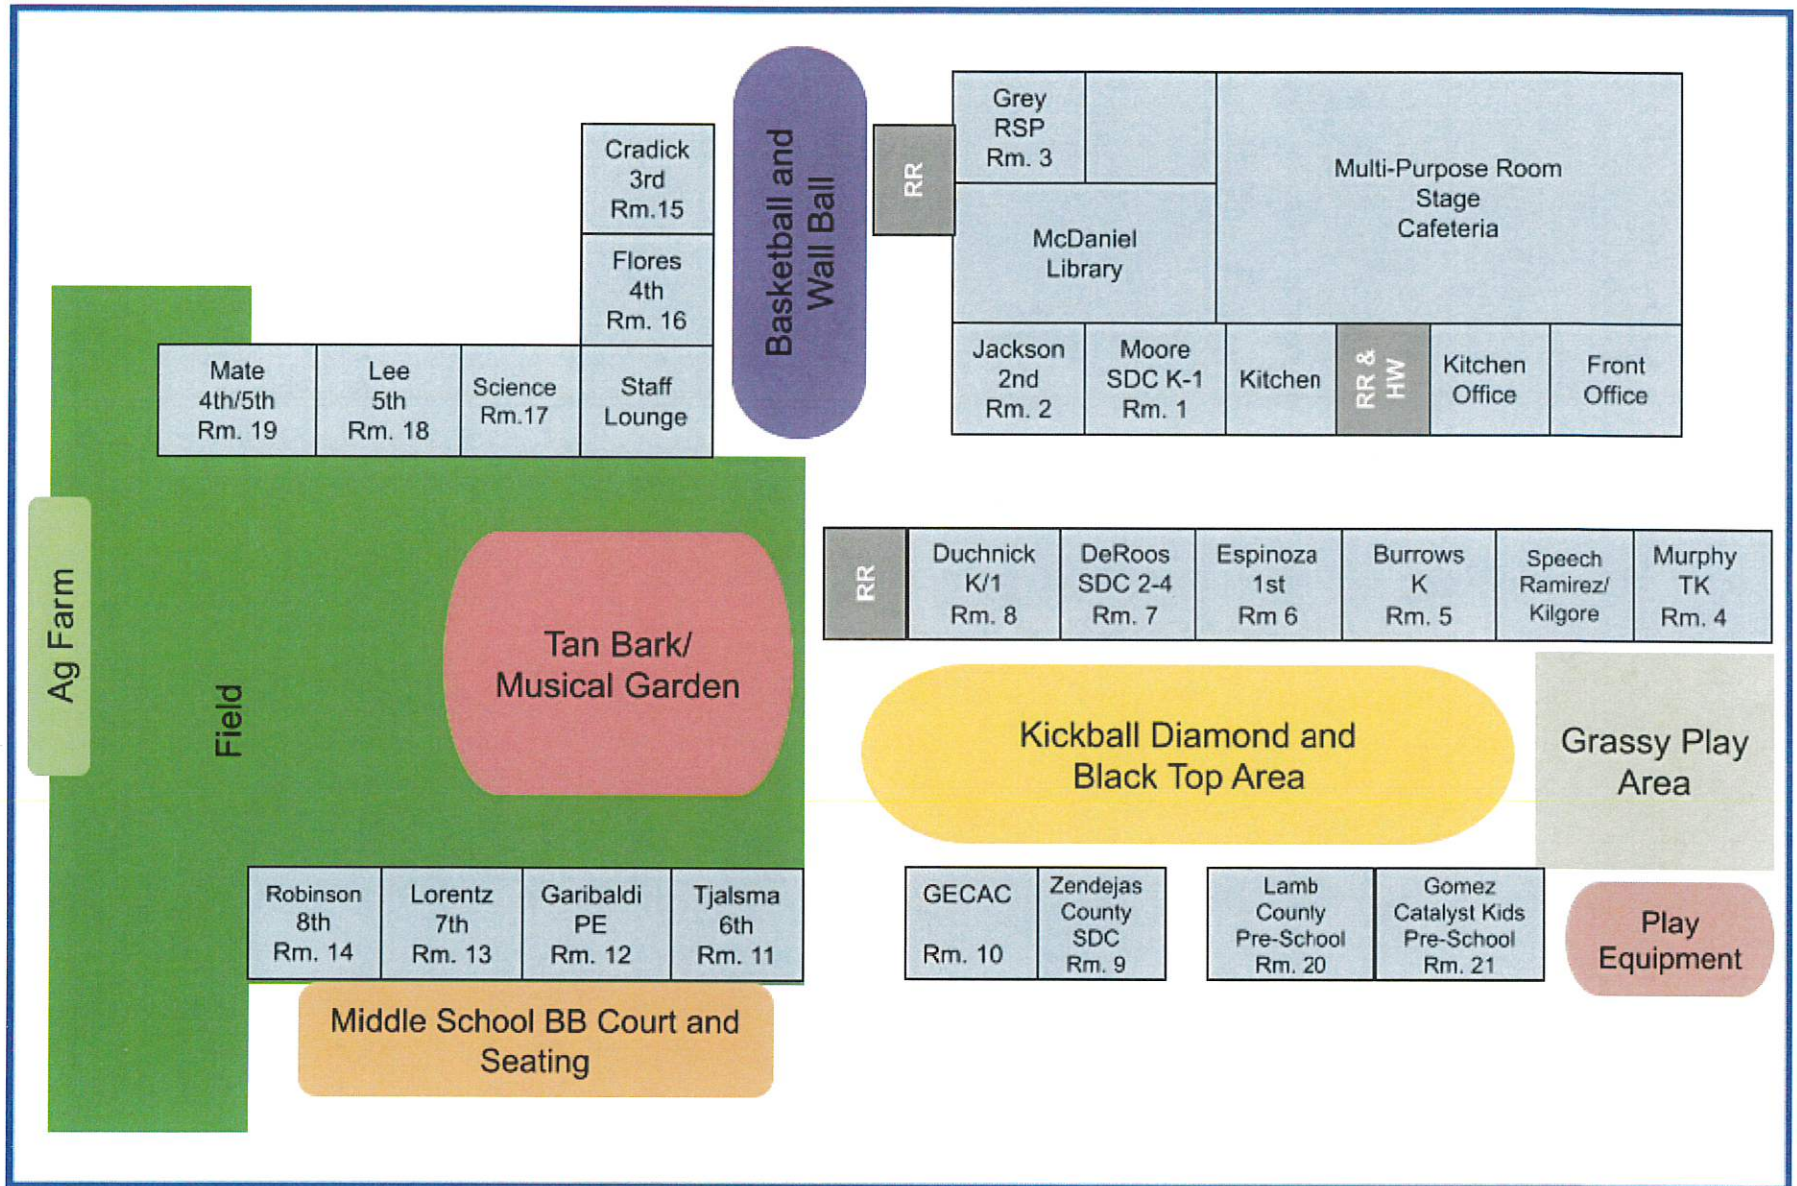 Basketball and
Wall Ball
Cradick
3rd
Rm.15
Flores
4th
Rm. 16
Mate
4th/5th
Rm. 19
Lee
5th
Rm. 18
Science
Rm.17
Staff
Lounge
RR
Grey
RSP
Rm. 3
Multi-Purpose Room
Stage
Cafeteria
McDaniel
Library
Jackson
2nd
Rm. 2
Moore
SDC K-1
Rm. 1
Kitchen
RR &
HW
Kitchen
Office
Front
Office
Ag Farm
Field
Tan Bark/
Musical Garden
RR
Duchnick
K/1
Rm. 8
DeRoos
SDC 2-4
Rm. 7
Espinoza
1st
Rm 6
Burrows
K
Rm. 5
Speech
Ramirez/
Kilgore
Murphy
TK
Rm. 4
Kickball Diamond and
Black Top Area
Grassy Play
Area
Robinson
8th
Rm. 14
Lorentz
7th
Rm. 13
Garibaldi
PE
Rm. 12
Tjalsma
6th
Rm. 11
GECAC
Rm. 10
Zendejas
County
SDC
Rm. 9
Lamb
County
Pre-School
Rm. 20
Gomez
Catalyst Kids
Pre-School
Rm. 21
Play
Equipment
Middle School BB Court and
Seating